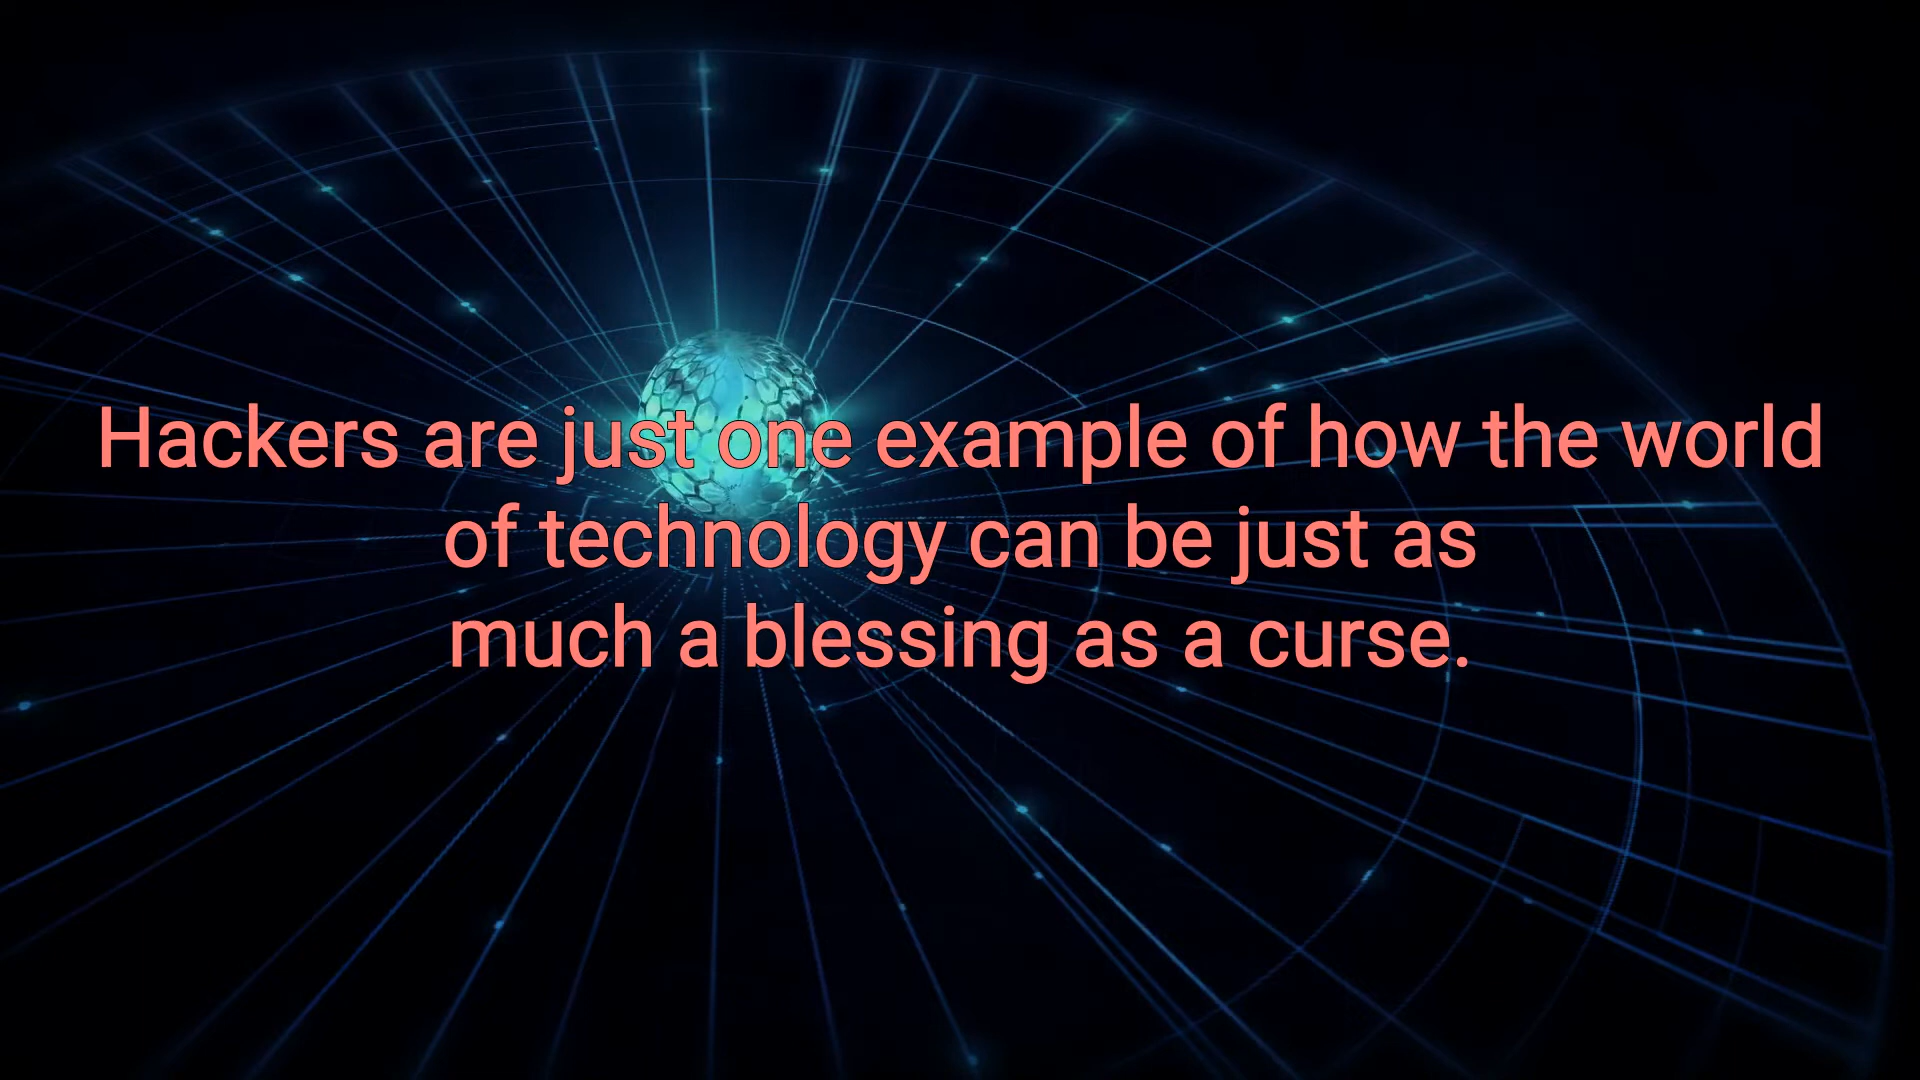 Hackers are just one example of how the world
of technology can be just as
much a blessing as a curse.